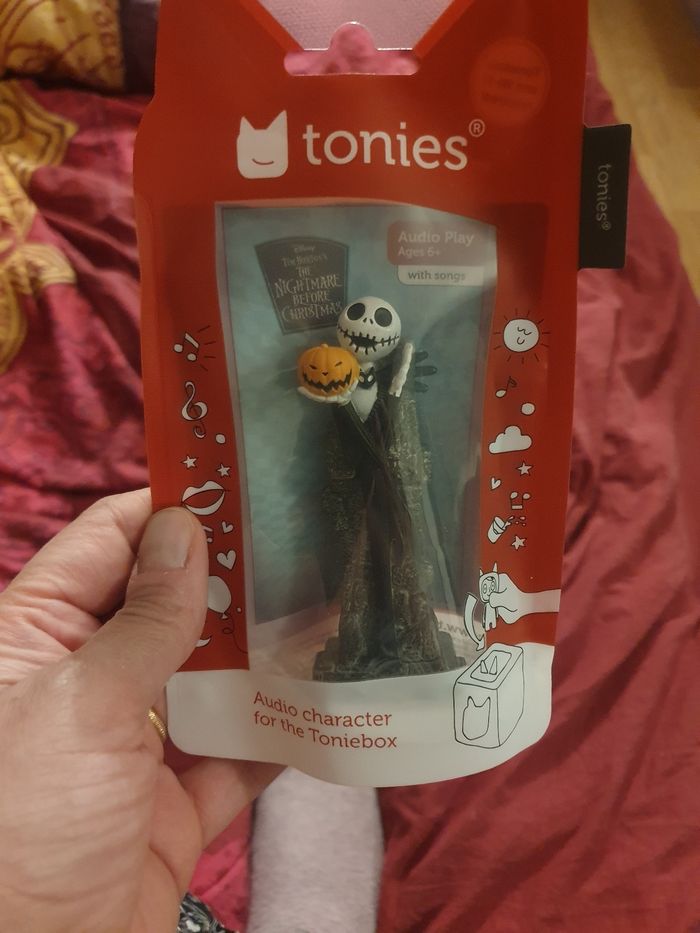 tonies®
tonies®
Audio Play
Ages 6+
with songs
Disney
TIM BURTON'S
THE
NIGHTMARE
BEFORE
CHRISTMAS
Audio character
for the Toniebox